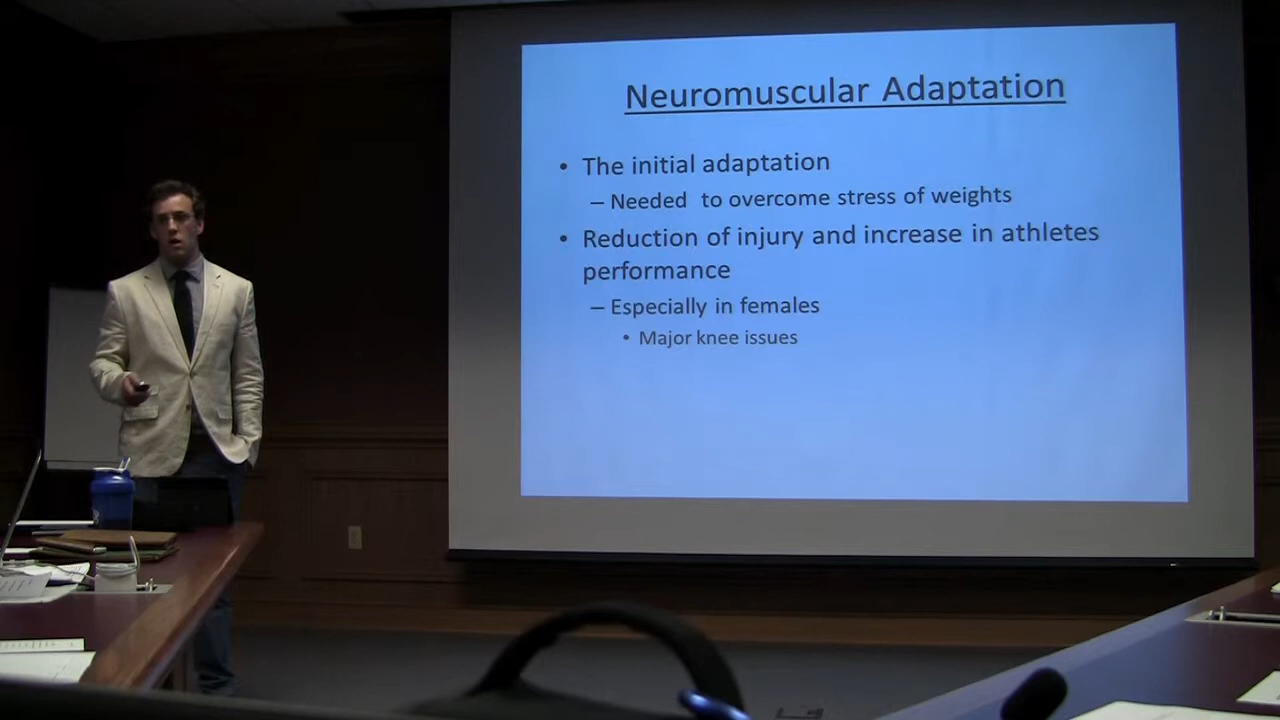 Neuromuscular Adaptation
• The initial adaptation
– Needed to overcome stress of weights
• Reduction of injury and increase in athletes
performance
– Especially in females
• Major knee issues